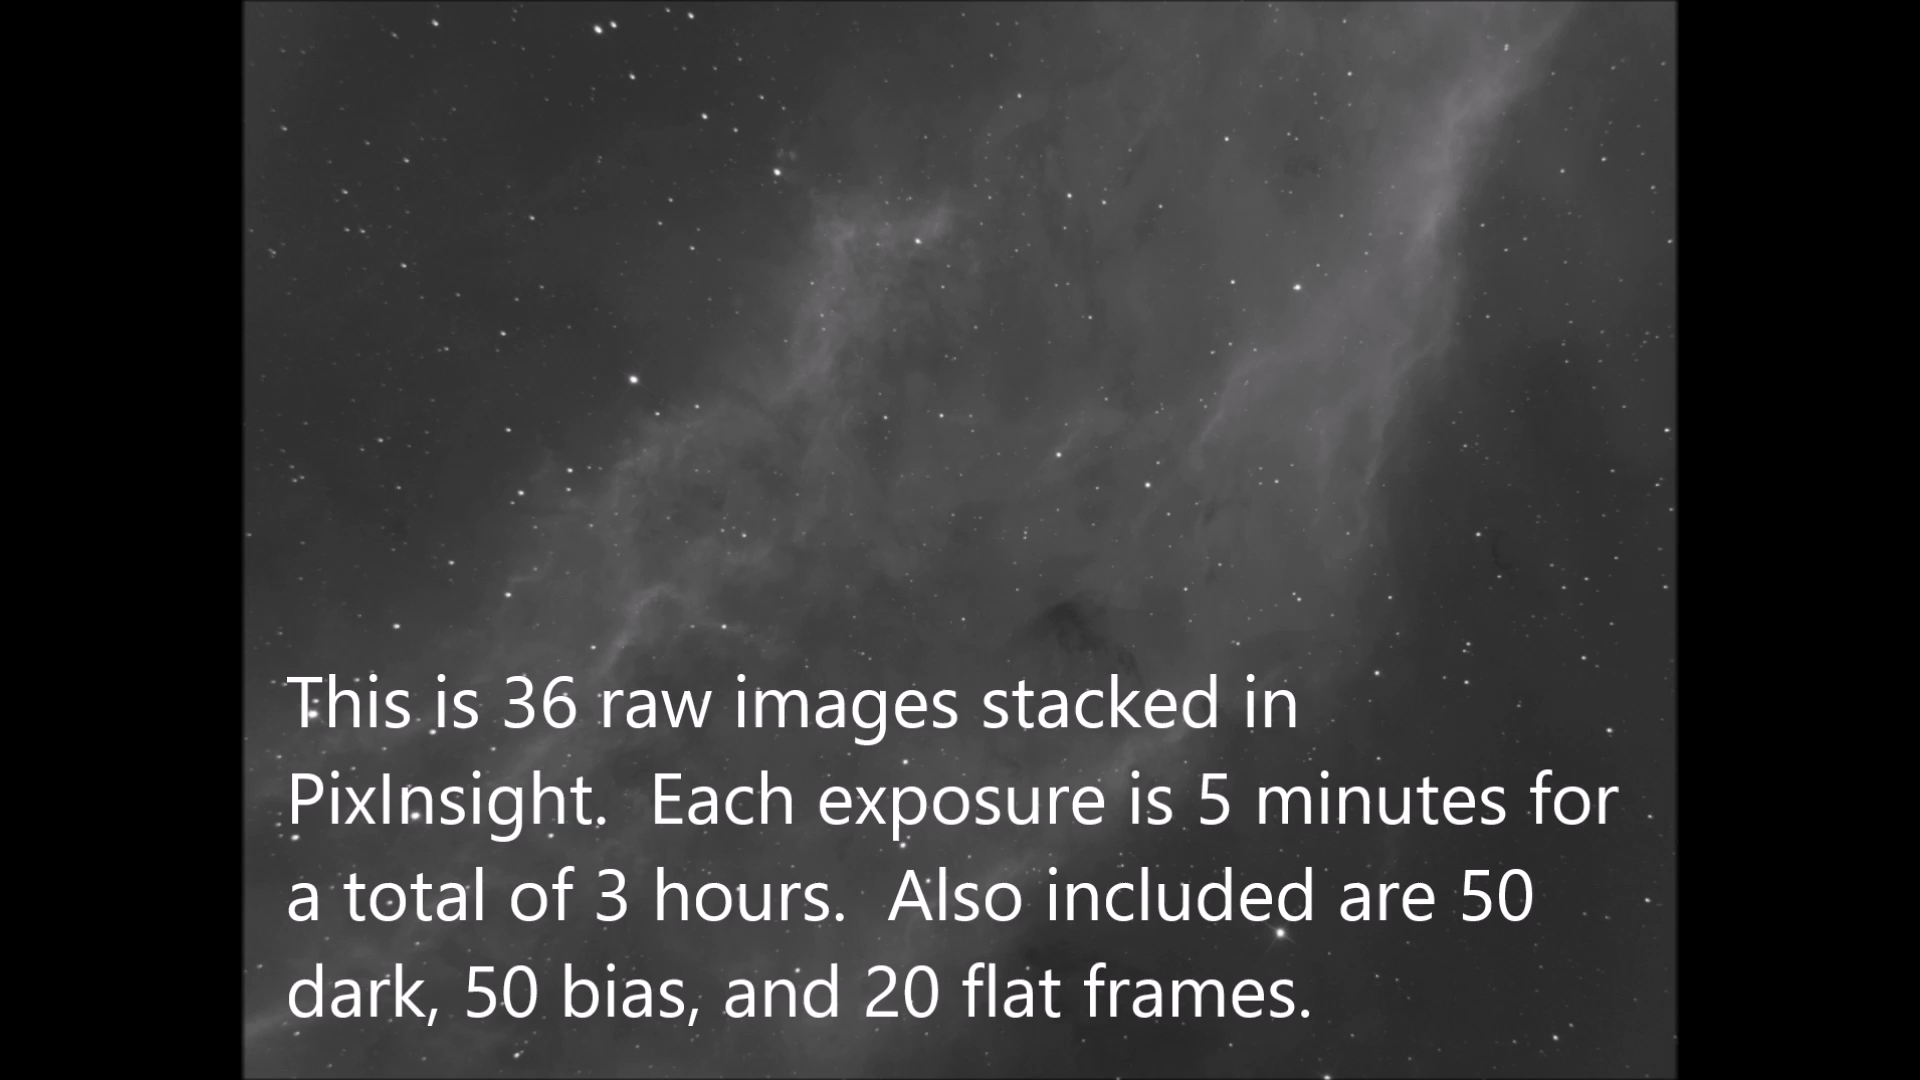 This is 36 raw images stacked in
PixInsight.  Each exposure is 5 minutes for
a total of 3 hours.  Also included are 50
dark, 50 bias, and 20 flat frames.